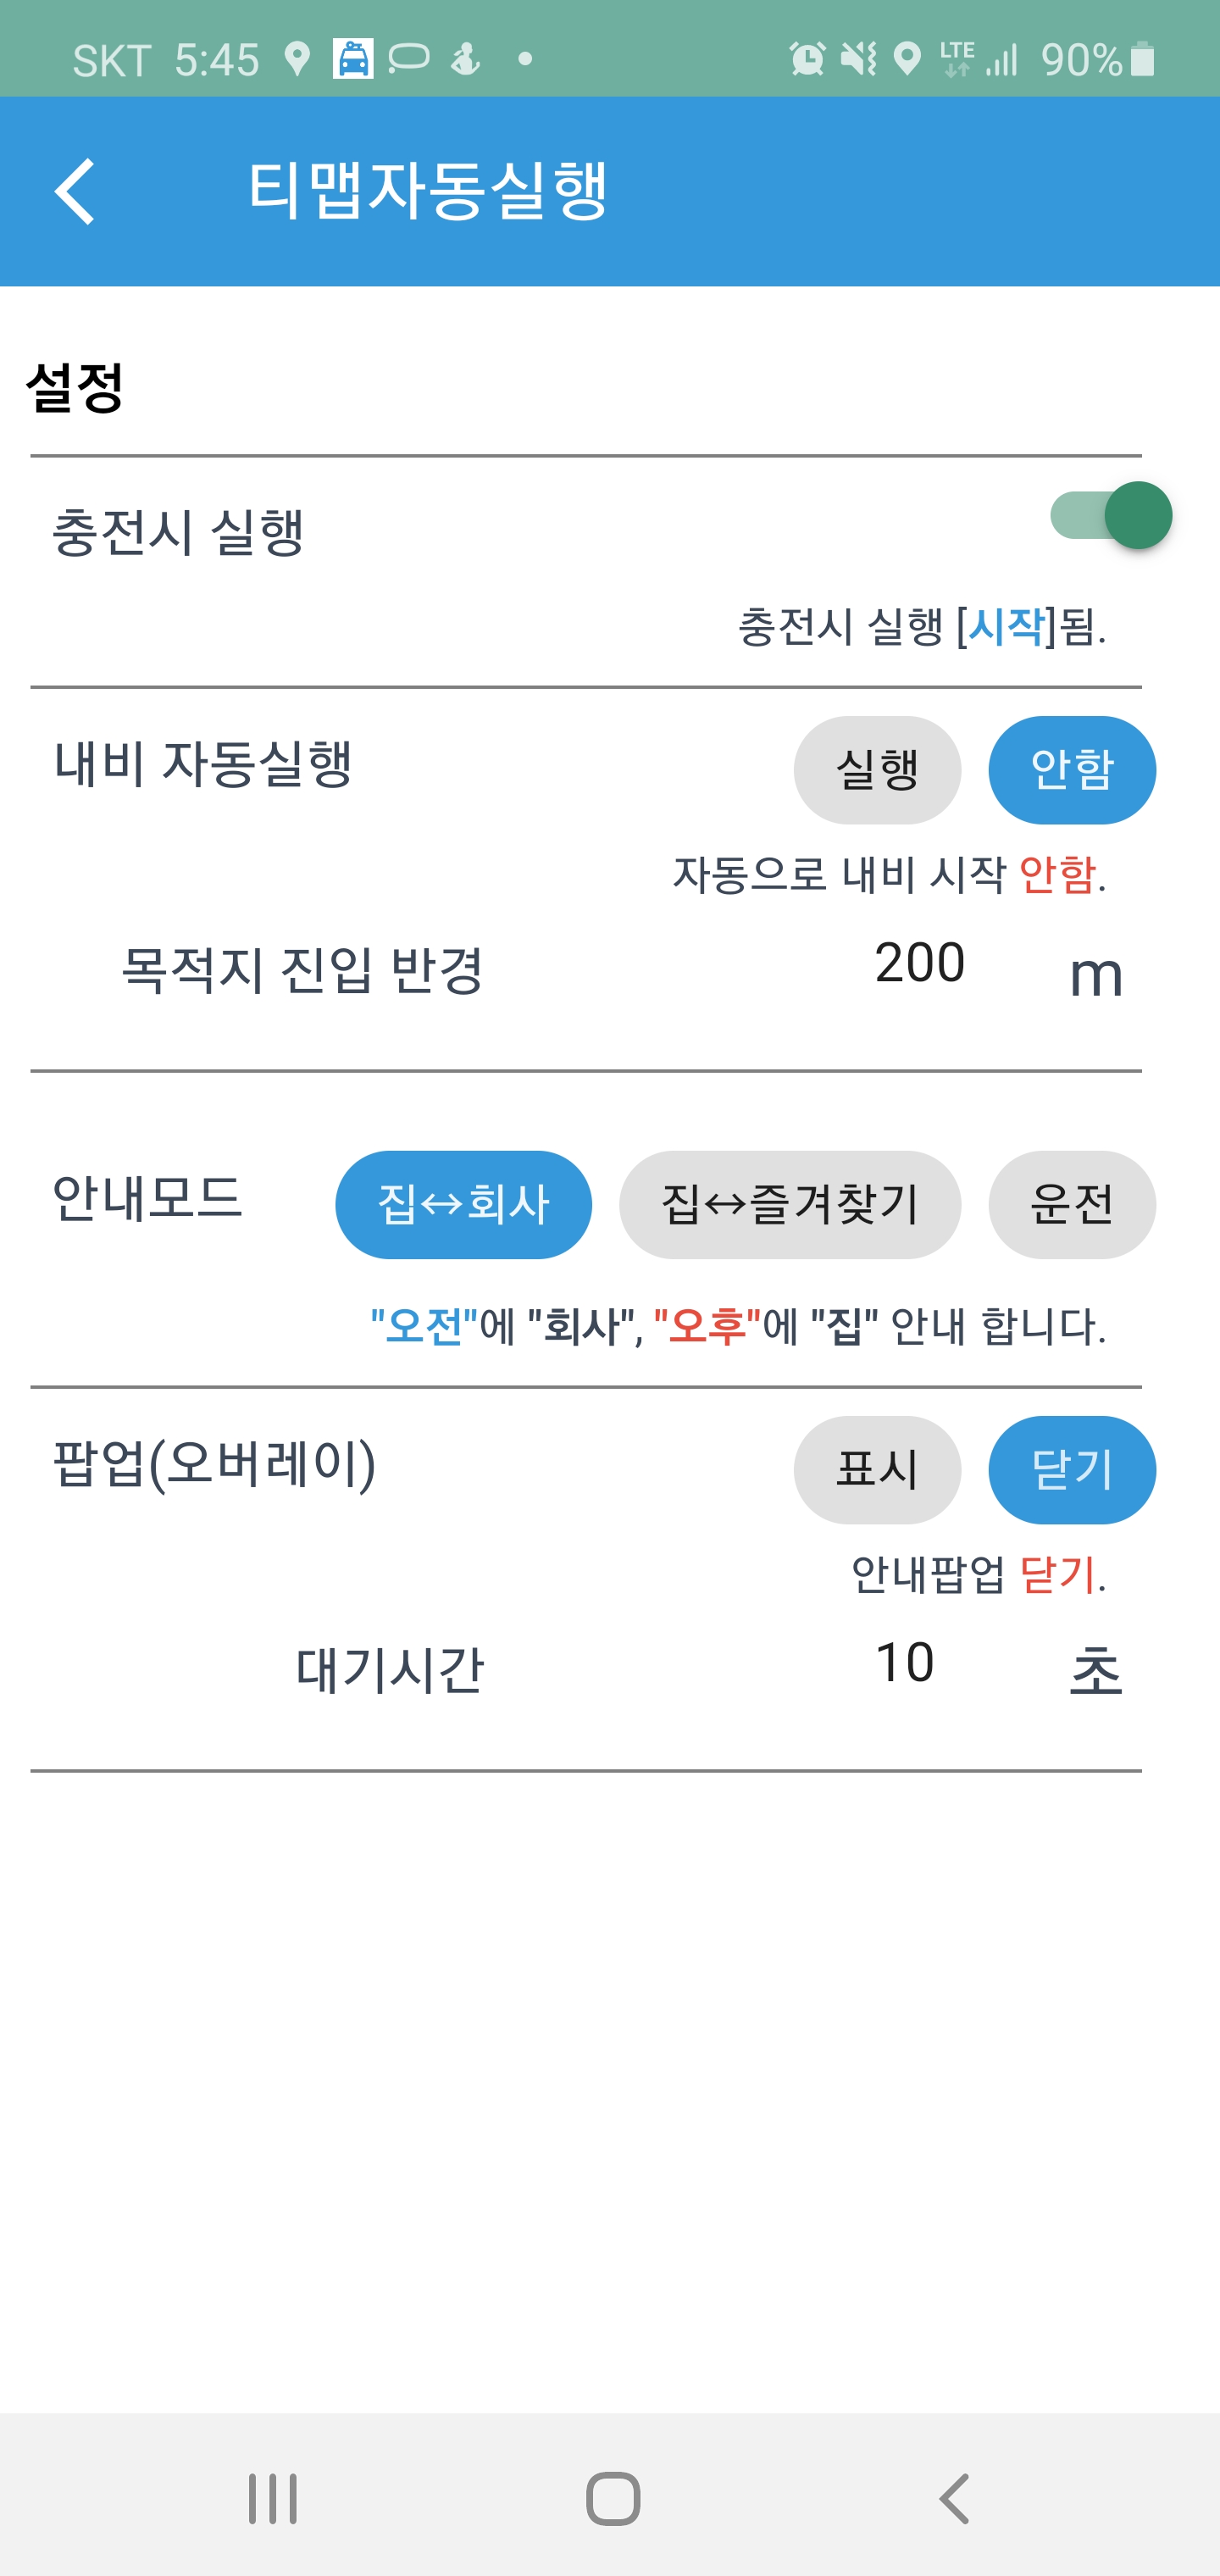 SKT 5:45 LTE 90%
티맵자동실행
설정
충전시 실행
충전시 실행 [시작]됨.
내비 자동실행 실행 안함
자동으로 내비 시작 안함.
목적지 진입 반경 200 m
안내모드 집↔회사 집↔즐겨찾기 운전
"오전"에 "회사", "오후"에 "집" 안내 합니다.
팝업(오버레이) 표시 닫기
안내팝업 닫기.
대기시간 10 초